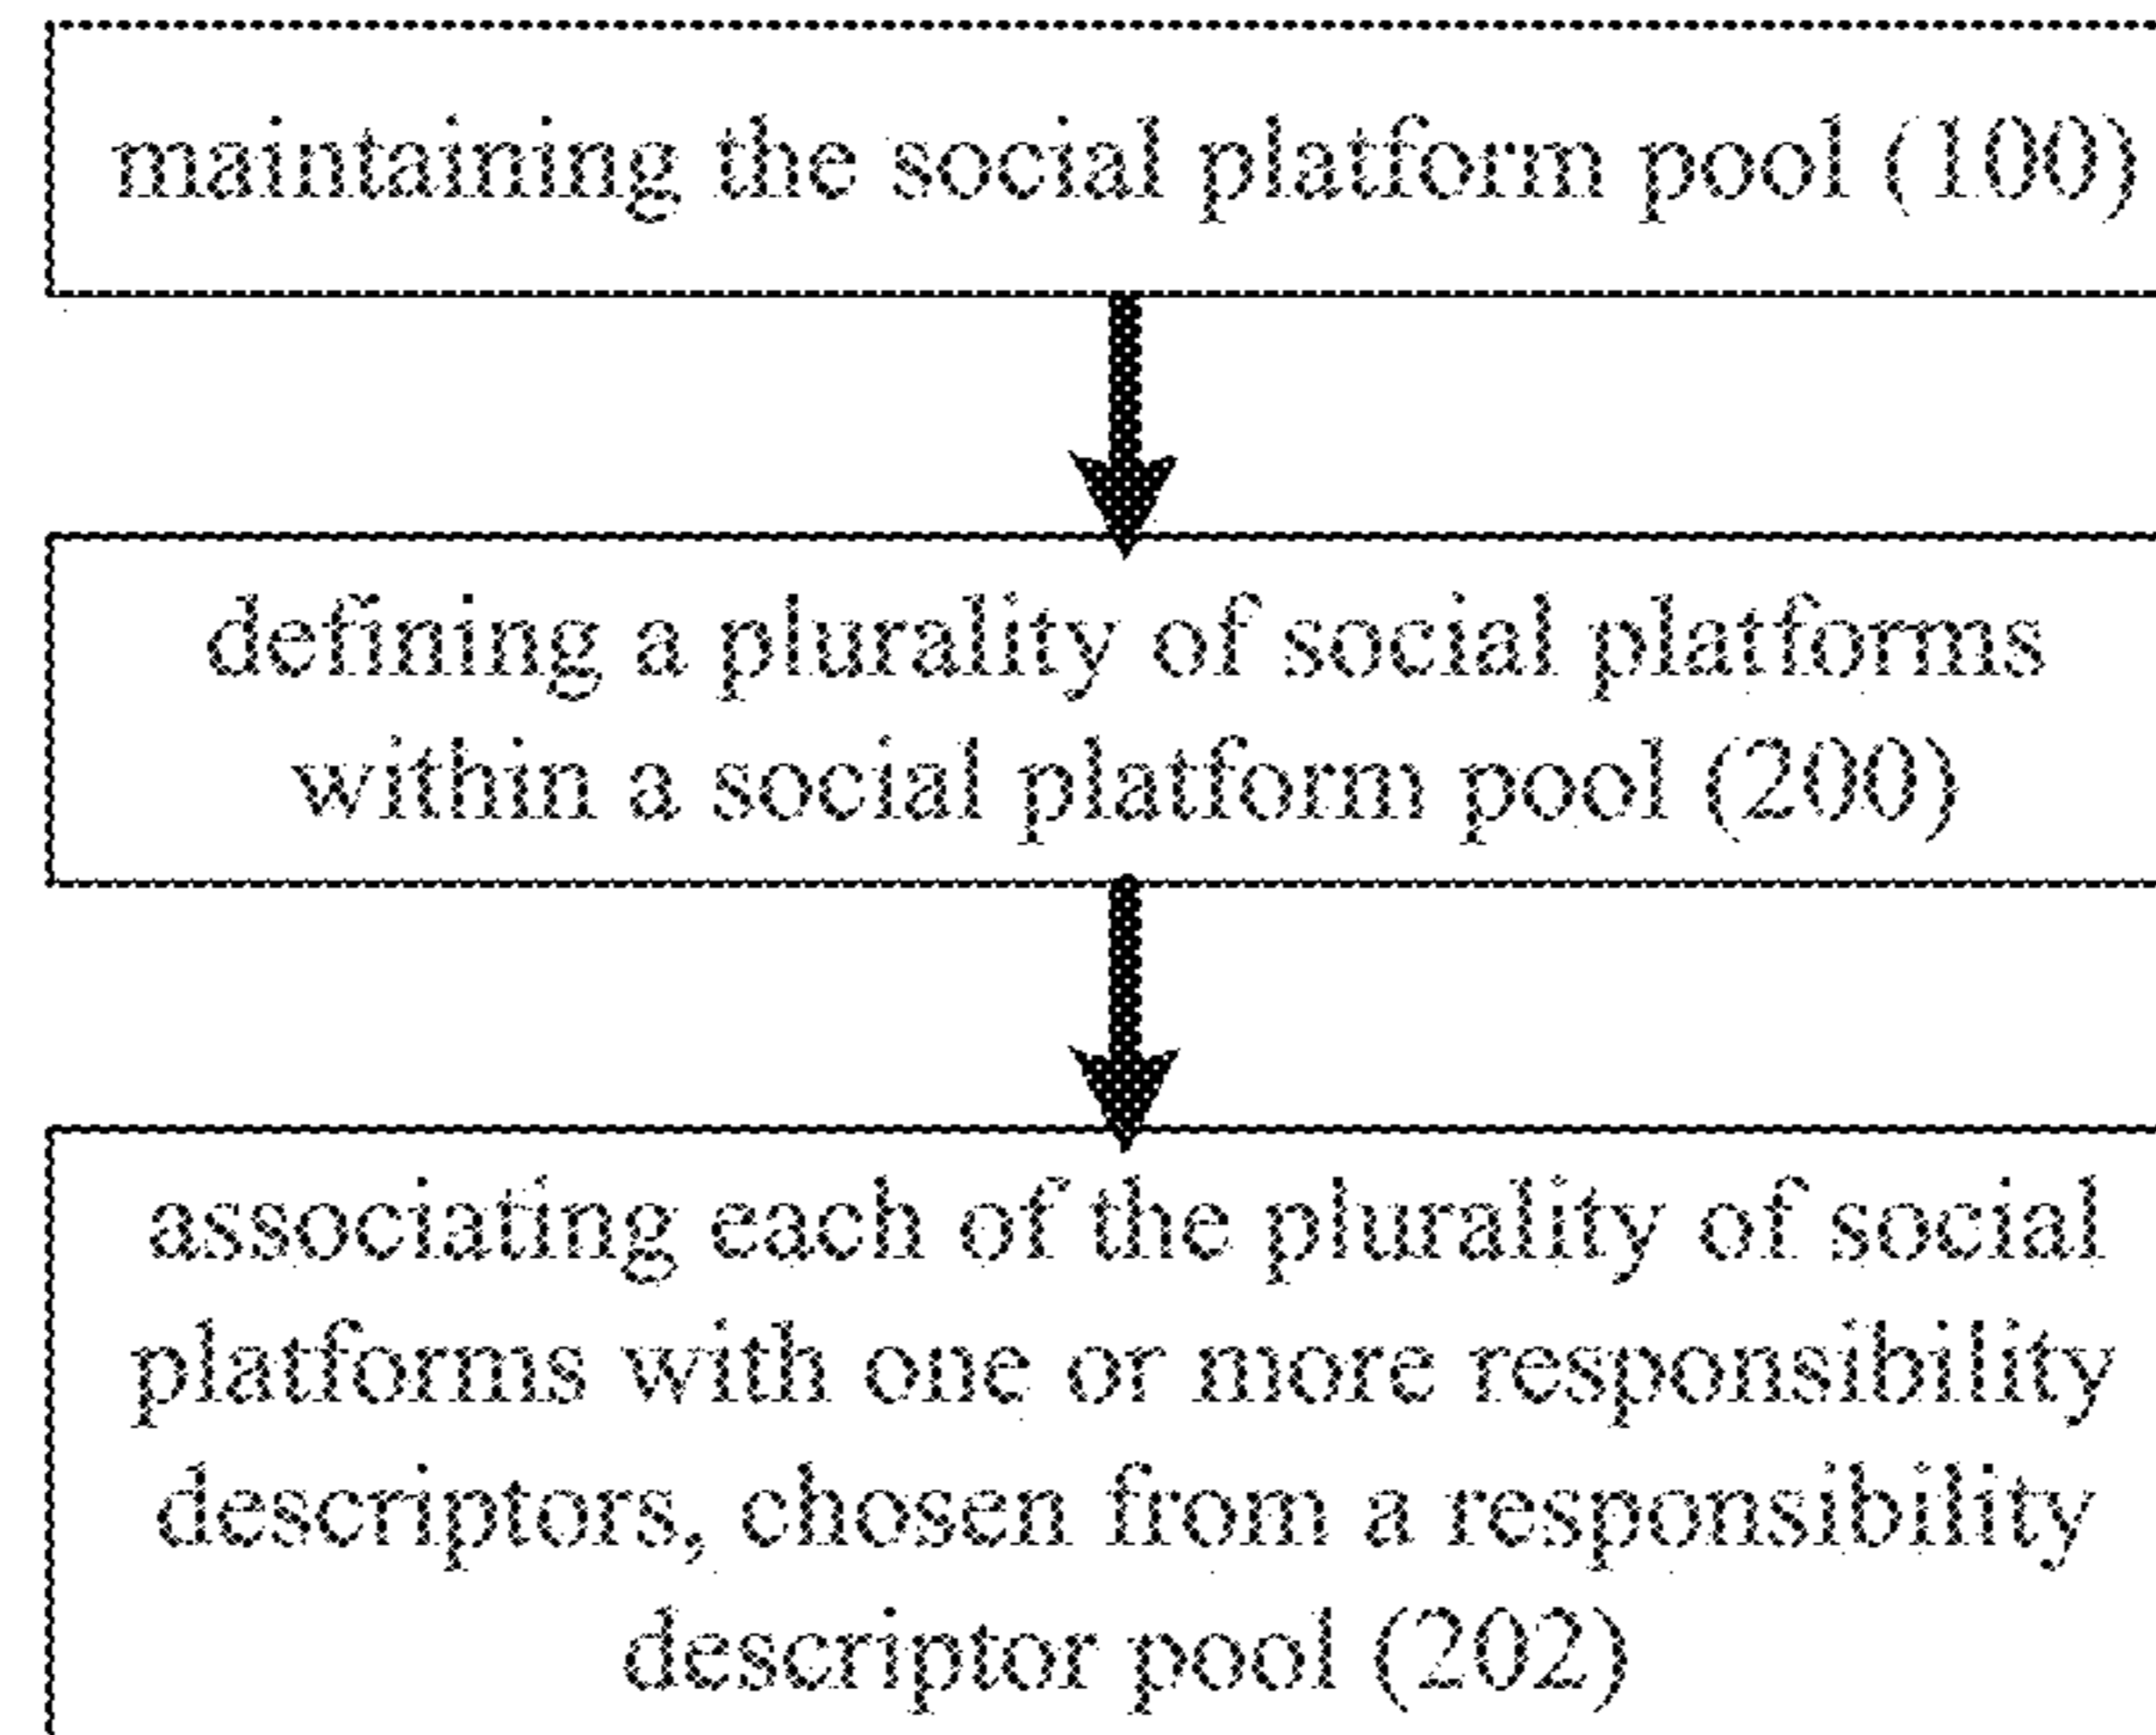 maintaining the social platform pool (100)
defining a plurality of social platforms
within a social platform pool (200)
associating each of the plurality of social
platforms with one or more responsibility
descriptors, chosen from a responsibility
descriptor pool (202)